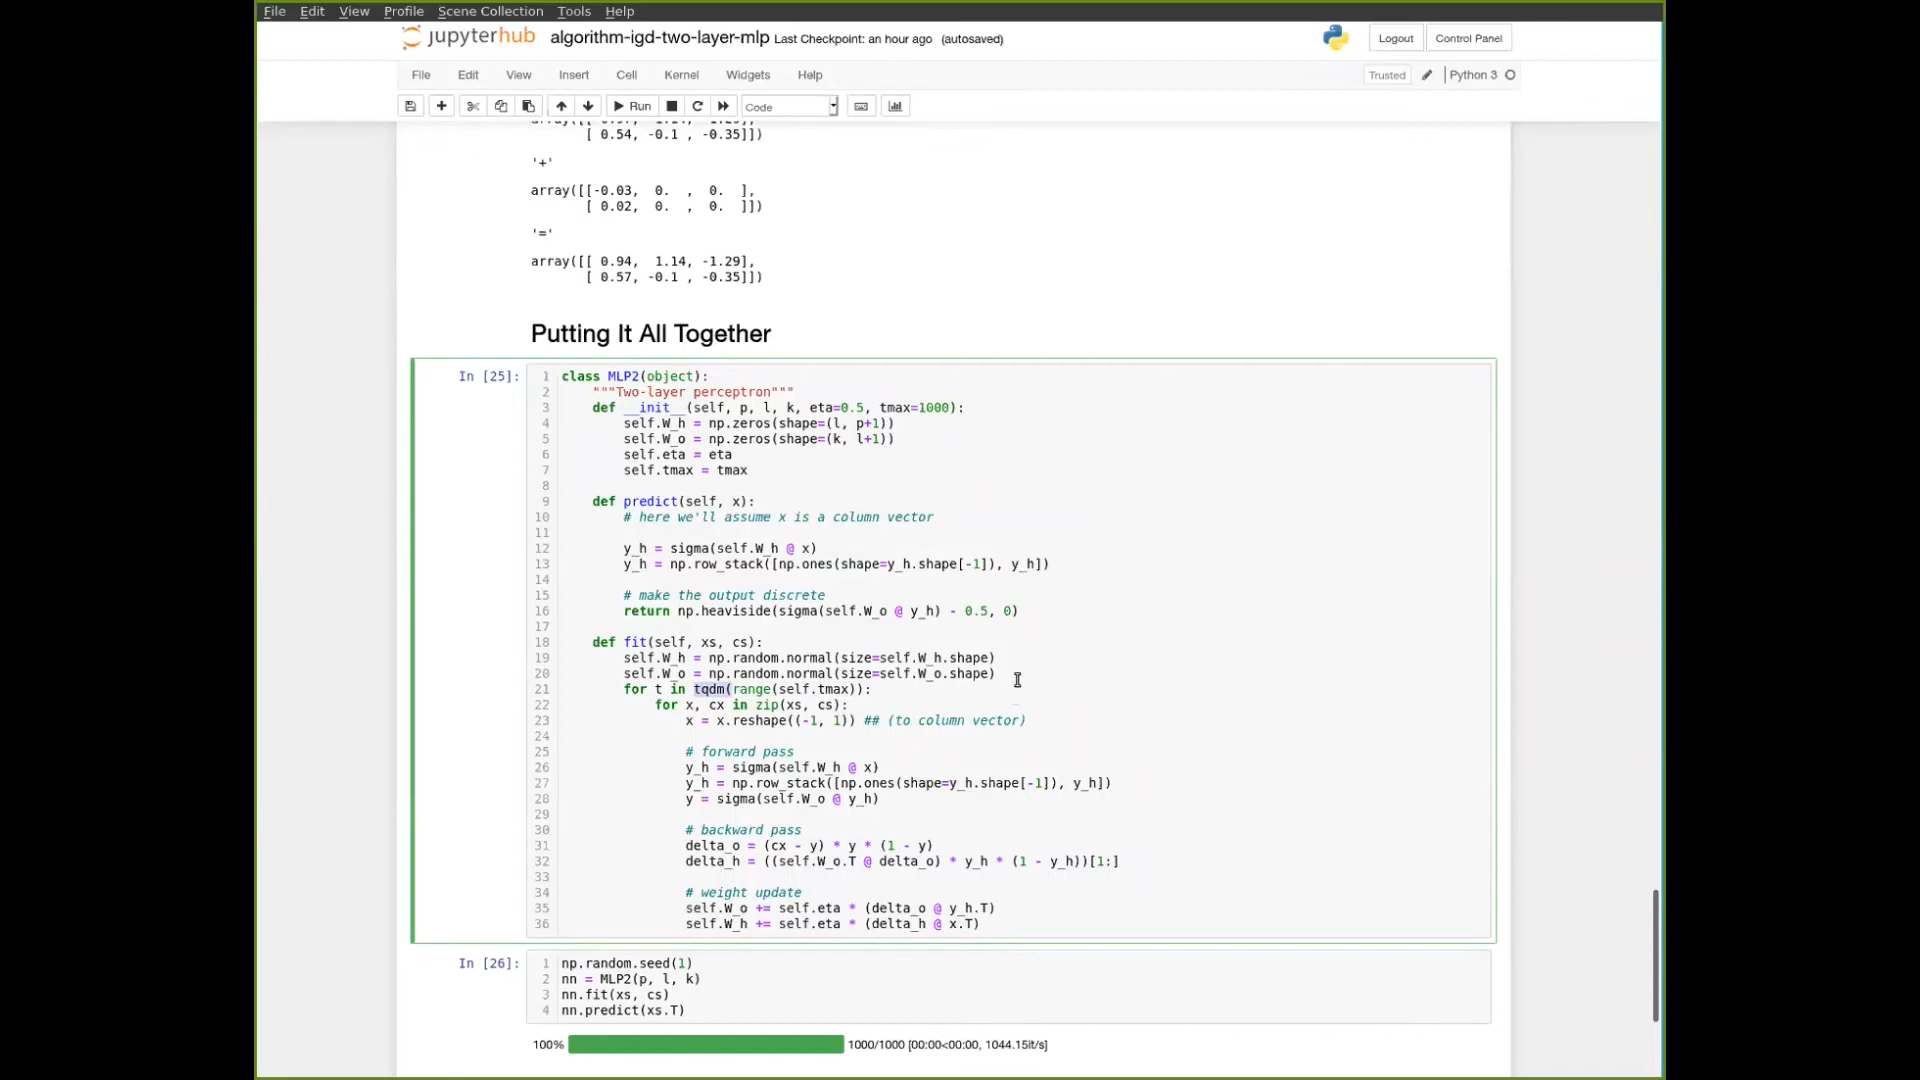 File Edit View Profile Scene Collection Tools Help
jupyterhub algorithm-igd-two-layer-mlp Last Checkpoint: an hour ago (autosaved) Logout Control Panel
File Edit View Insert Cell Kernel Widgets Help Trusted Python 3
Run Code
[ 0.54, -0.1 , -0.35]])
'+'
array([[-0.03, 0. , 0. ],
[ 0.02, 0. , 0. ]])
'='
array([[ 0.94, 1.14, -1.29],
[ 0.57, -0.1 , -0.35]])
Putting It All Together
In [25]: 1 class MLP2(object):
2 """Two-layer perceptron"""
3 def __init__(self, p, l, k, eta=0.5, tmax=1000):
4 self.W_h = np.zeros(shape=(l, p+1))
5 self.W_o = np.zeros(shape=(k, l+1))
6 self.eta = eta
7 self.tmax = tmax
8
9 def predict(self, x):
10 # here we'll assume x is a column vector
11
12 y_h = sigma(self.W_h @ x)
13 y_h = np.row_stack([np.ones(shape=y_h.shape[-1]), y_h])
14
15 # make the output discrete
16 return np.heaviside(sigma(self.W_o @ y_h) - 0.5, 0)
17
18 def fit(self, xs, cs):
19 self.W_h = np.random.normal(size=self.W_h.shape)
20 self.W_o = np.random.normal(size=self.W_o.shape)
21 for t in tqdm(range(self.tmax)):
22 for x, cx in zip(xs, cs):
23 x = x.reshape((-1, 1)) ## (to column vector)
24
25 # forward pass
26 y_h = sigma(self.W_h @ x)
27 y_h = np.row_stack([np.ones(shape=y_h.shape[-1]), y_h])
28 y = sigma(self.W_o @ y_h)
29
30 # backward pass
31 delta_o = (cx - y) * y * (1 - y)
32 delta_h = ((self.W_o.T @ delta_o) * y_h * (1 - y_h))[1:]
33
34 # weight update
35 self.W_o += self.eta * (delta_o @ y_h.T)
36 self.W_h += self.eta * (delta_h @ x.T)
In [26]: 1 np.random.seed(1)
2 nn = MLP2(p, l, k)
3 nn.fit(xs, cs)
4 nn.predict(xs.T)
100% 1000/1000 [00:00<00:00, 1044.15it/s]